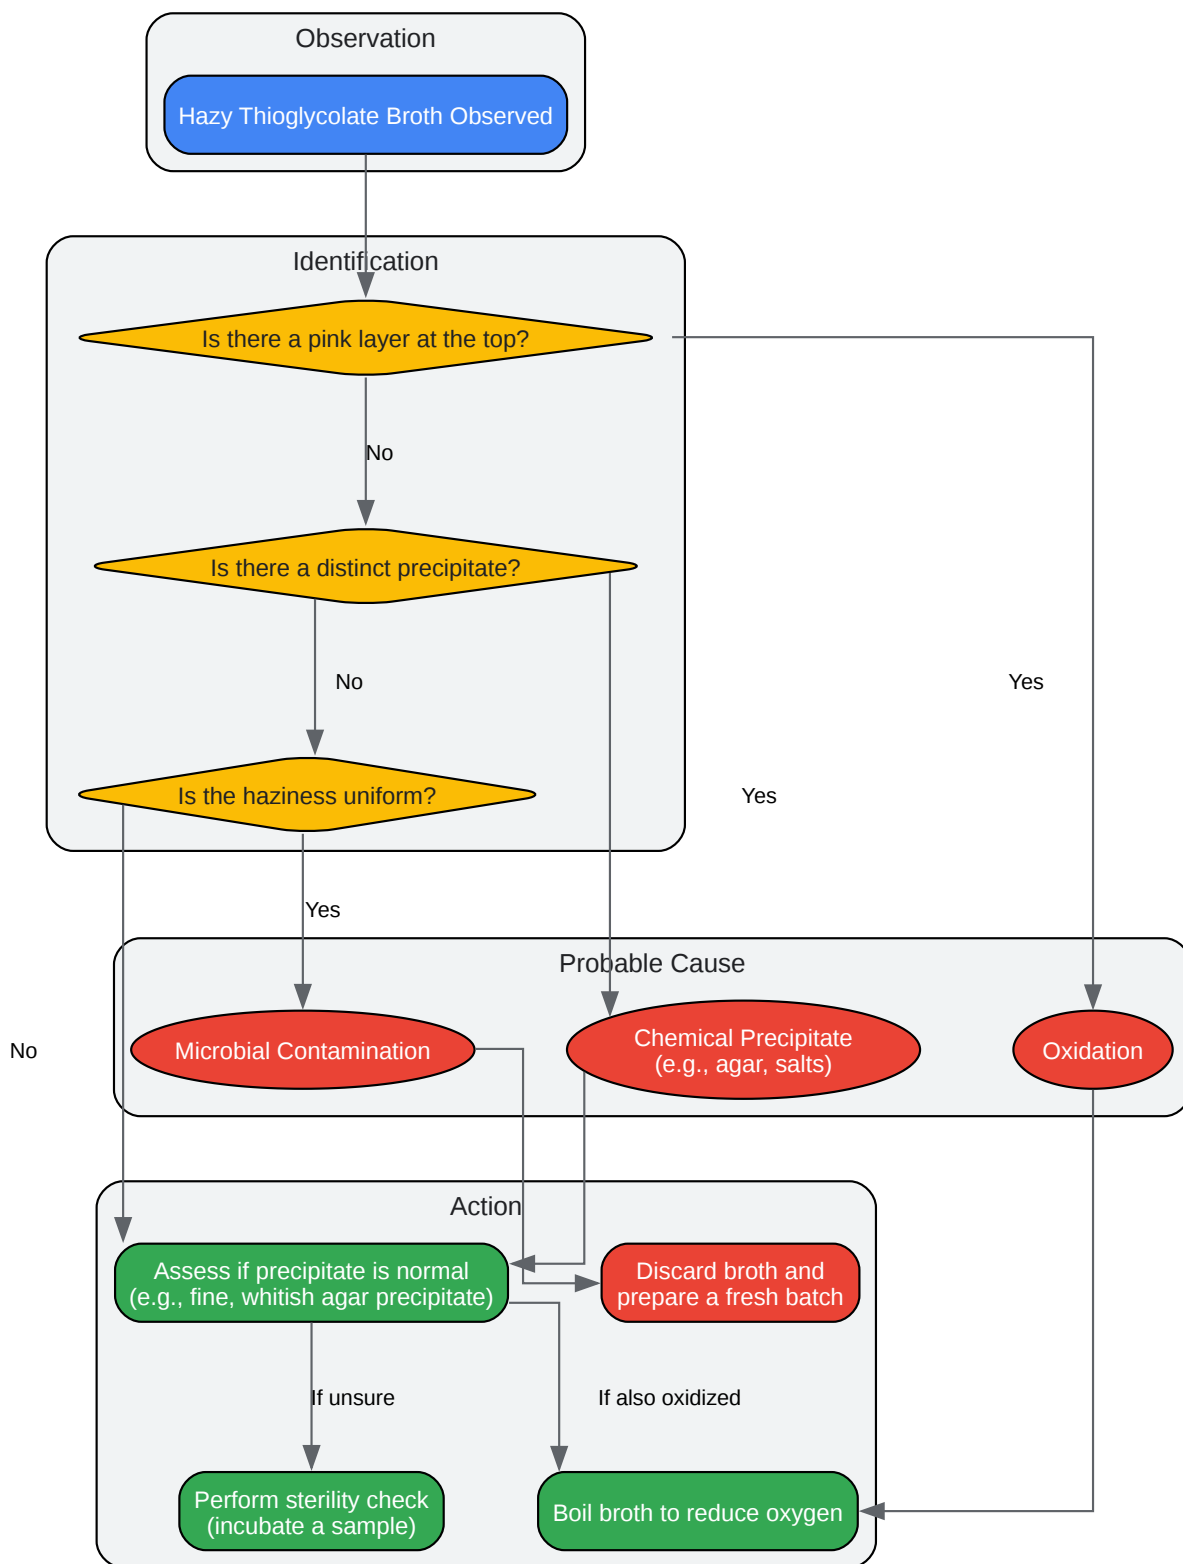 Observation
Hazy Thioglycolate Broth Observed
Identification
Is there a pink layer at the top?
No
Is there a distinct precipitate?
No
Yes
Is the haziness uniform?
Yes
Yes
Probable Cause
Microbial Contamination
Chemical Precipitate
(e.g., agar, salts)
Oxidation
No
Action
Assess if precipitate is normal
(e.g., fine, whitish agar precipitate)
Discard broth and
prepare a fresh batch
If unsure
If also oxidized
Perform sterility check
(incubate a sample)
Boil broth to reduce oxygen